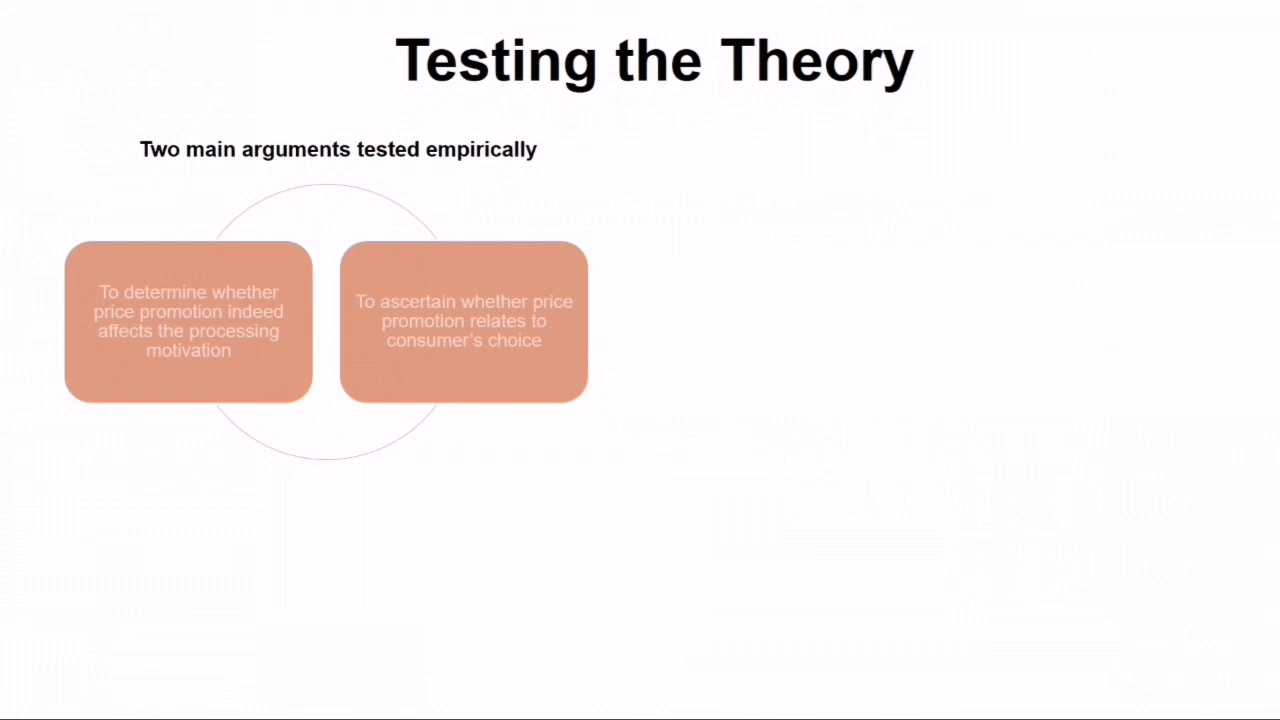 Testing the Theory
Two main arguments tested empirically
To determine whether
price promotion indeed
affects the processing
motivation
To ascertain whether price
promotion relates to
consumer’s choice